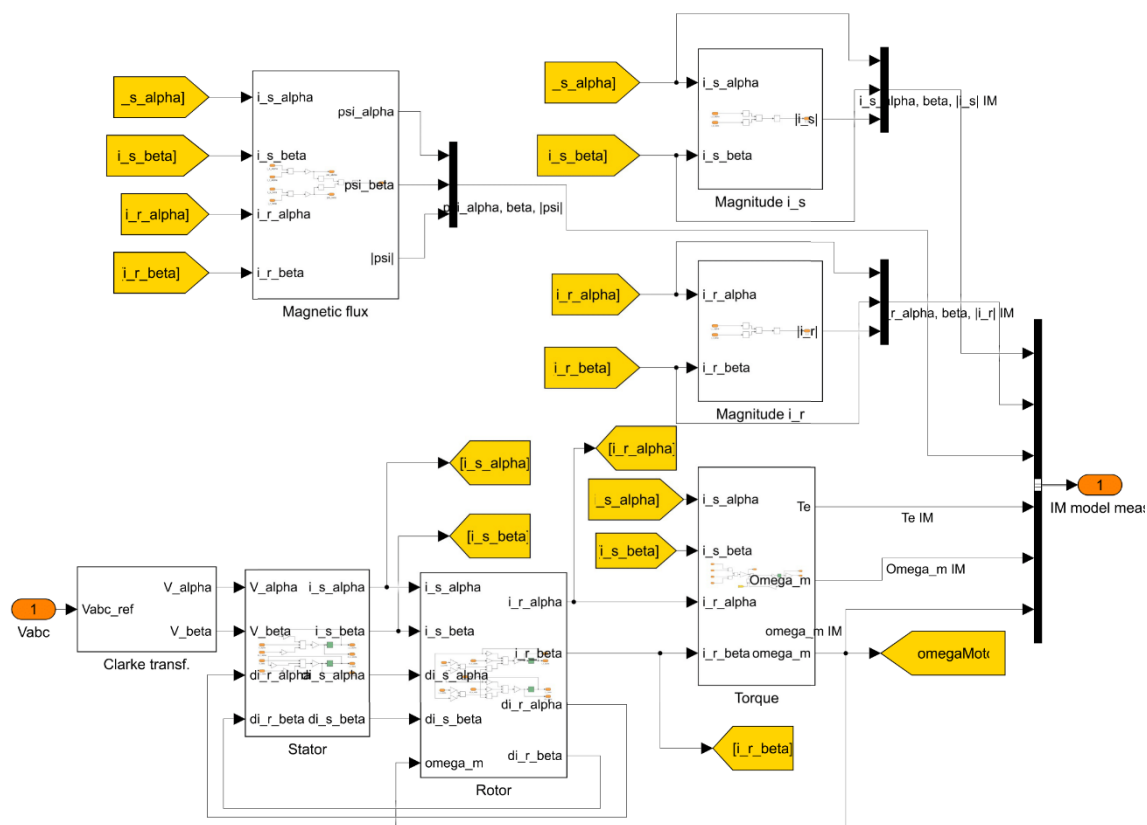 _s_alpha]
i_s_beta]
i_r_alpha]
[i_r_beta]
i_s_alpha
i_s_beta
i_r_alpha
i_r_beta
psi_alpha
psi_beta
|psi|
Magnetic flux
psi_alpha, beta, |psi|
_s_alpha]
i_s_beta]
i_s_alpha
i_s_beta
|i_s|
Magnitude i_s
i_s_alpha, beta, |i_s| IM
i_r_alpha]
i_r_beta]
i_r_alpha
i_r_beta
|i_r|
Magnitude i_r
_r_alpha, beta, |i_r| IM
[i_s_alpha]
[i_s_beta]
[i_r_alpha]
i_s_alpha]
[i_s_beta]
i_s_alpha
i_s_beta
i_r_alpha
i_r_beta
Te
Omega_m
omega_m
Torque
Te IM
Omega_m IM
omega_m IM
omegaMoto
1
IM model meas
1
Vabc
Vabc_ref
V_alpha
V_beta
Clarke transf.
V_alpha
V_beta
di_r_alpha
di_r_beta
i_s_alpha
i_s_beta
di_s_alpha
di_s_beta
Stator
i_s_alpha
i_s_beta
di_s_alpha
di_s_beta
omega_m
i_r_alpha
i_r_beta
di_r_alpha
di_r_beta
Rotor
[i_r_beta]